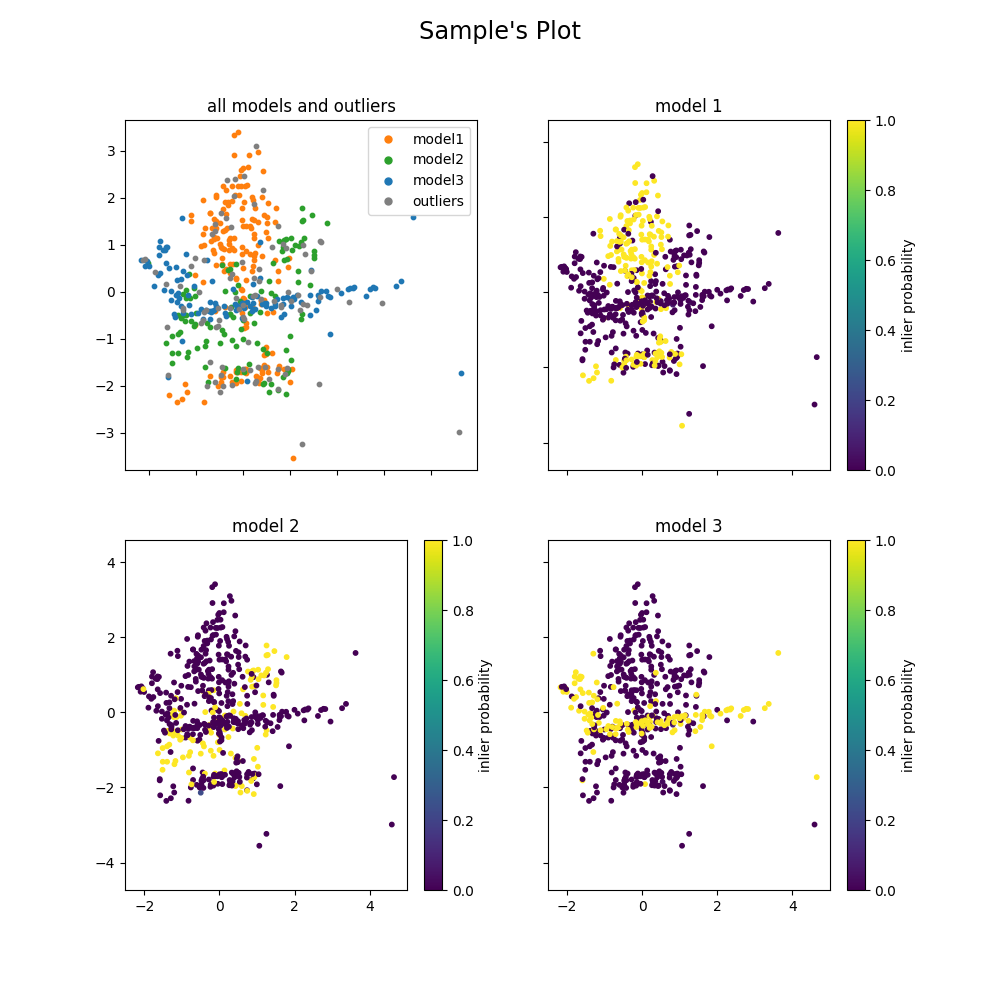 Sample's Plot
all models and outliers
3
2
1
0
−1
−2
−3
model1
model2
model3
outliers
model 1
1.0
0.8
0.6
0.4
0.2
0.0
inlier probability
model 2
4
2
0
−2
−4
−2 0 2 4
1.0
0.8
0.6
0.4
0.2
0.0
inlier probability
model 3
−2 0 2 4
1.0
0.8
0.6
0.4
0.2
0.0
inlier probability